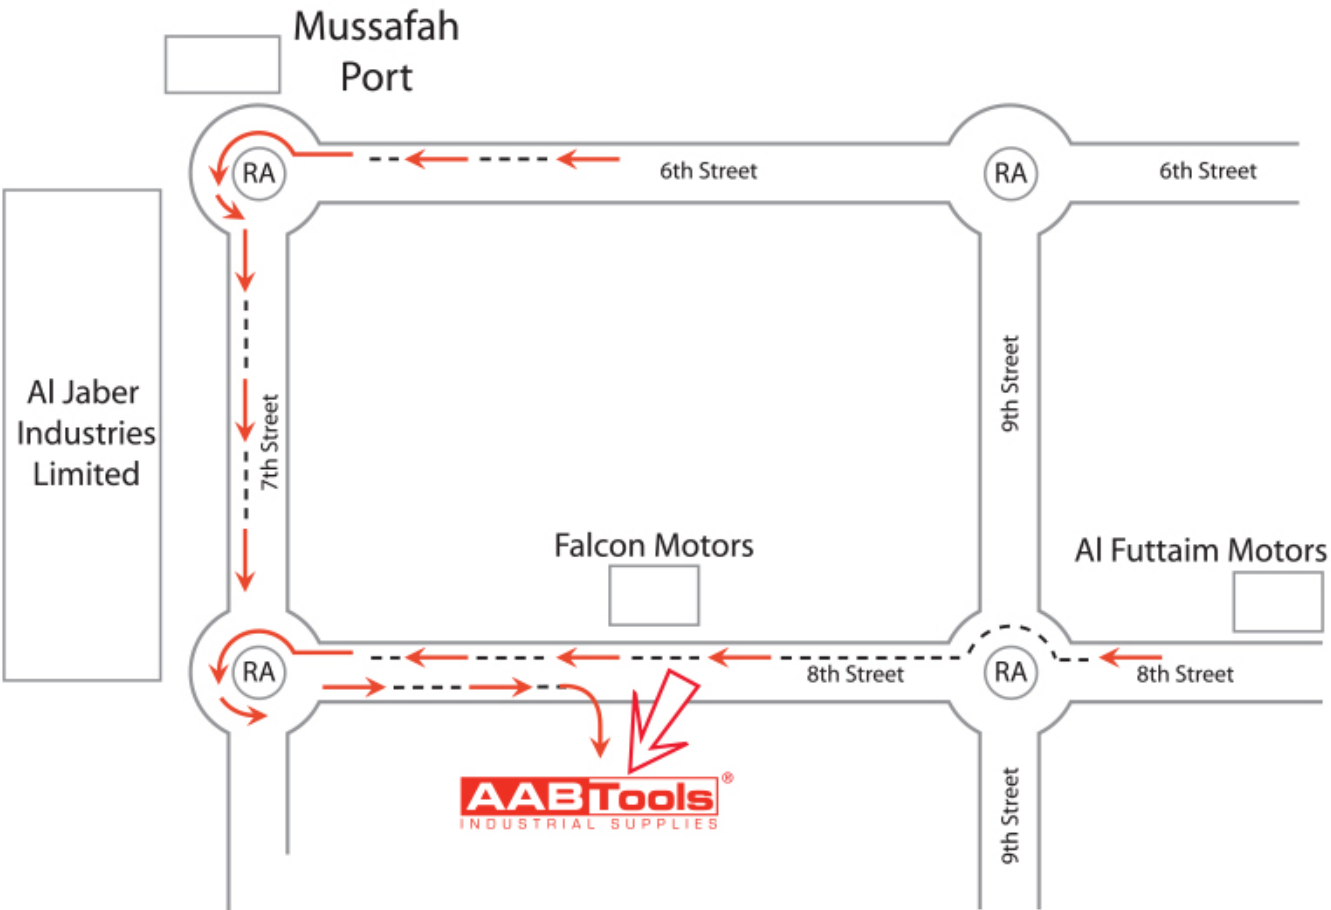 Mussafah
Port
RA
6th Street
RA
6th Street
Al Jaber
Industries
Limited
7th Street
9th Street
Falcon Motors
Al Futtaim Motors
RA
8th Street
RA
8th Street
AABTools®
INDUSTRIAL SUPPLIES
9th Street